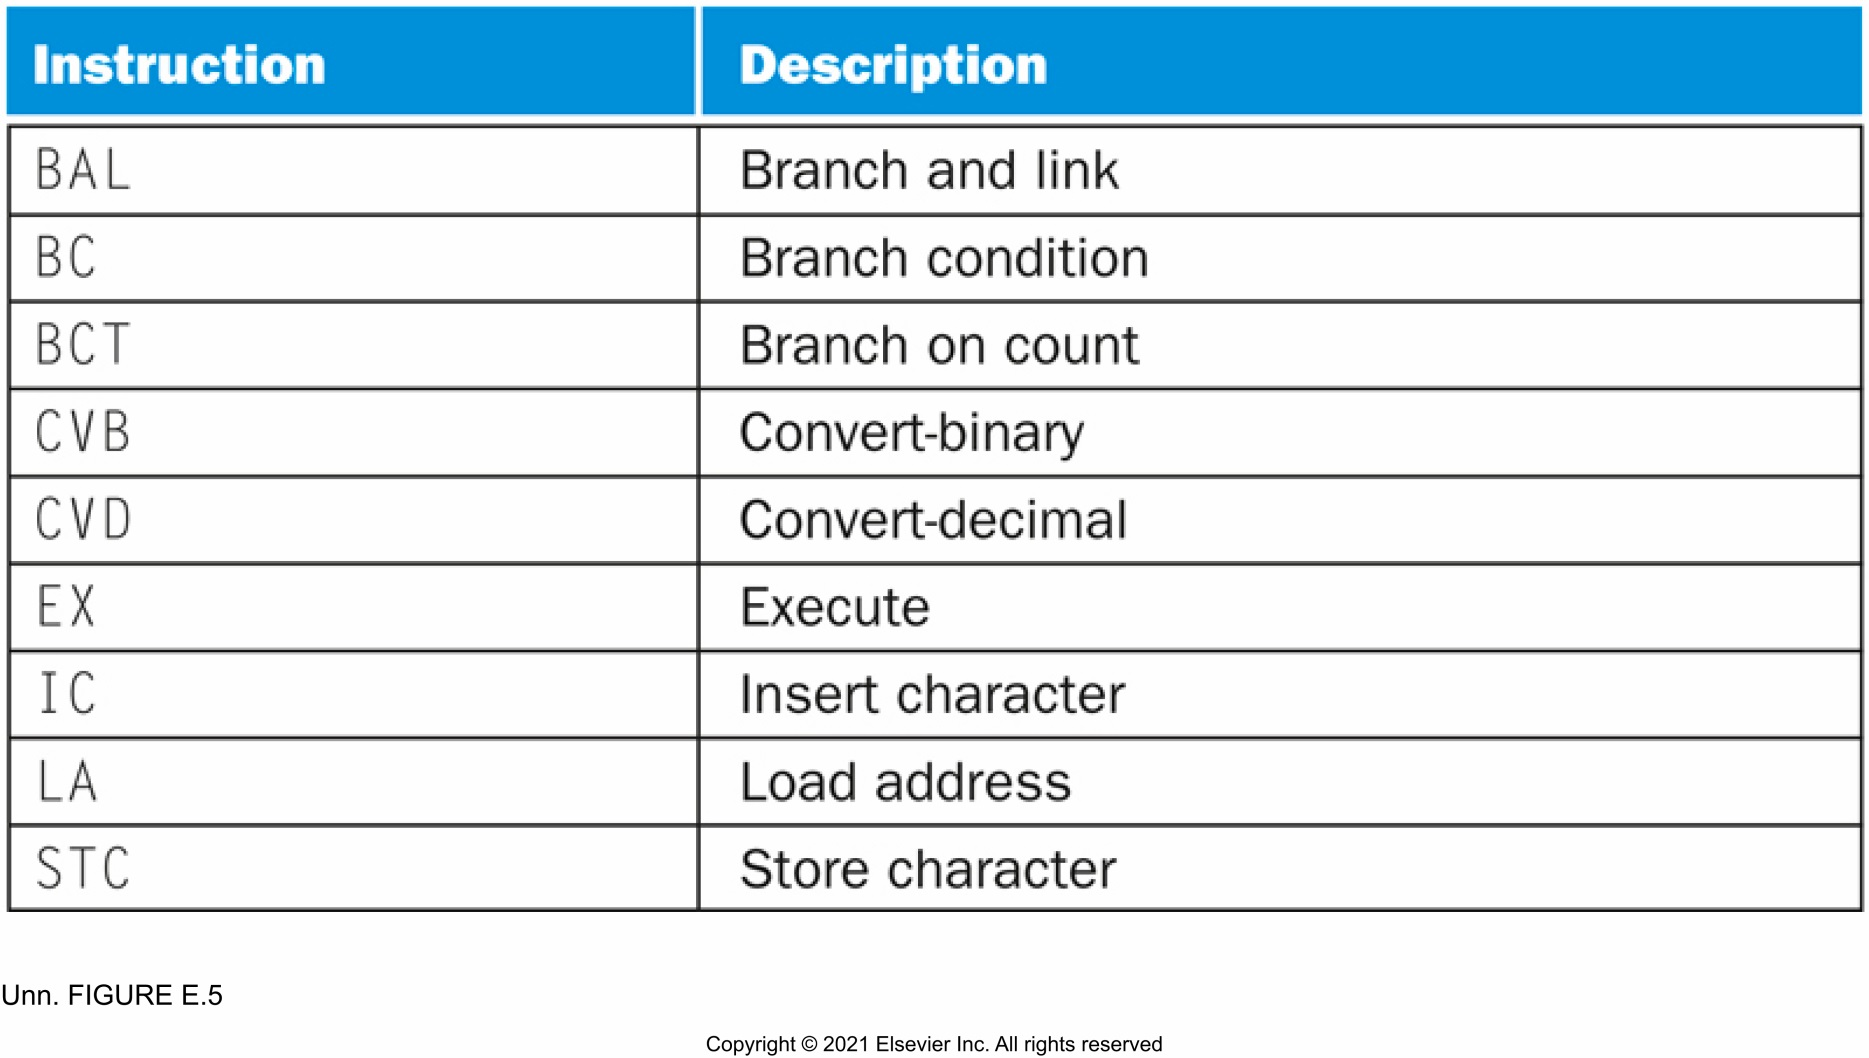 Instruction Description
BAL Branch and link
BC Branch condition
BCT Branch on count
CVB Convert-binary
CVD Convert-decimal
EX Execute
IC Insert character
LA Load address
STC Store character
Unn. FIGURE E.5
Copyright © 2021 Elsevier Inc. All rights reserved